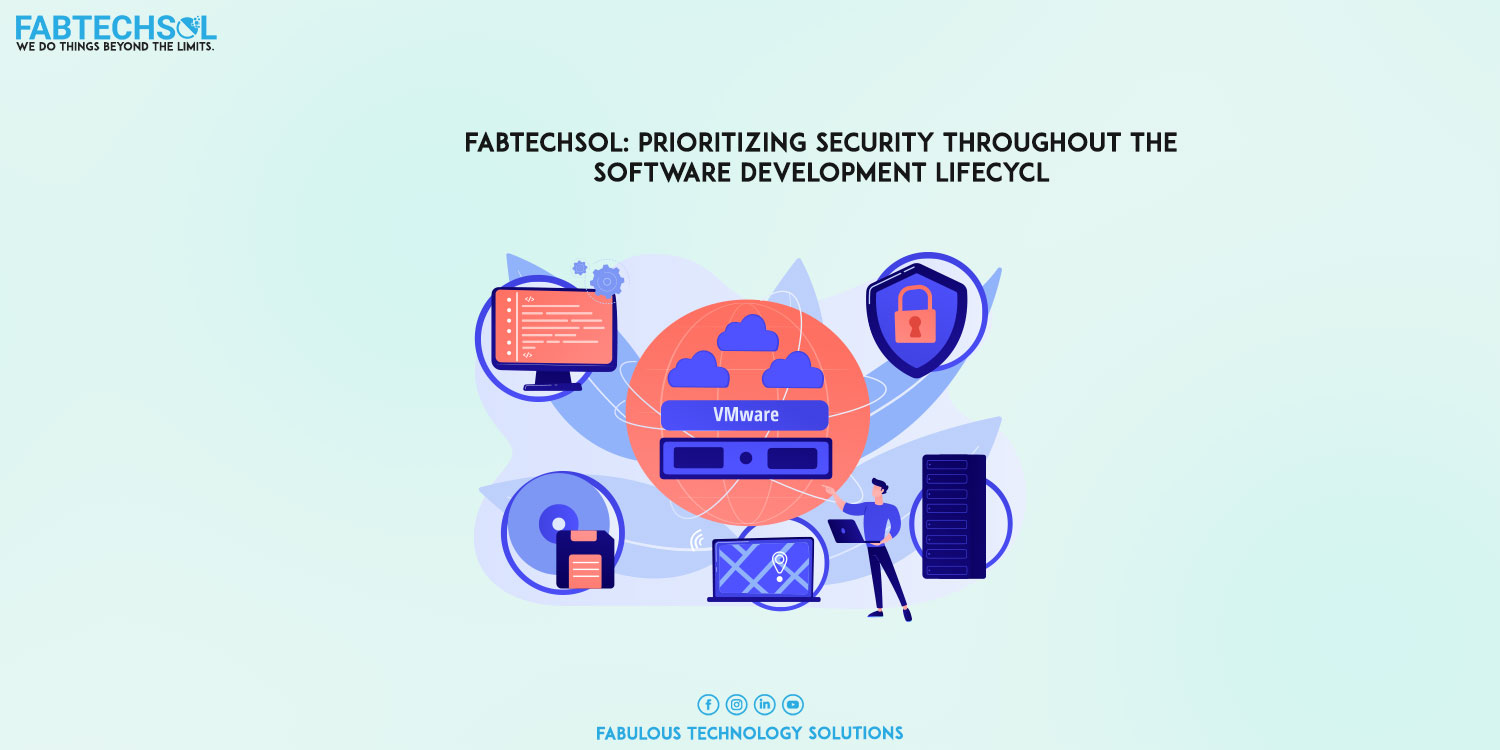 FABTECHSOL
WE DO THINGS BEYOND THE LIMITS.
FABTECHSOL: PRIORITIZING SECURITY THROUGHOUT THE
SOFTWARE DEVELOPMENT LIFECYCL
</>
</>
VMware
FABULOUS TECHNOLOGY SOLUTIONS